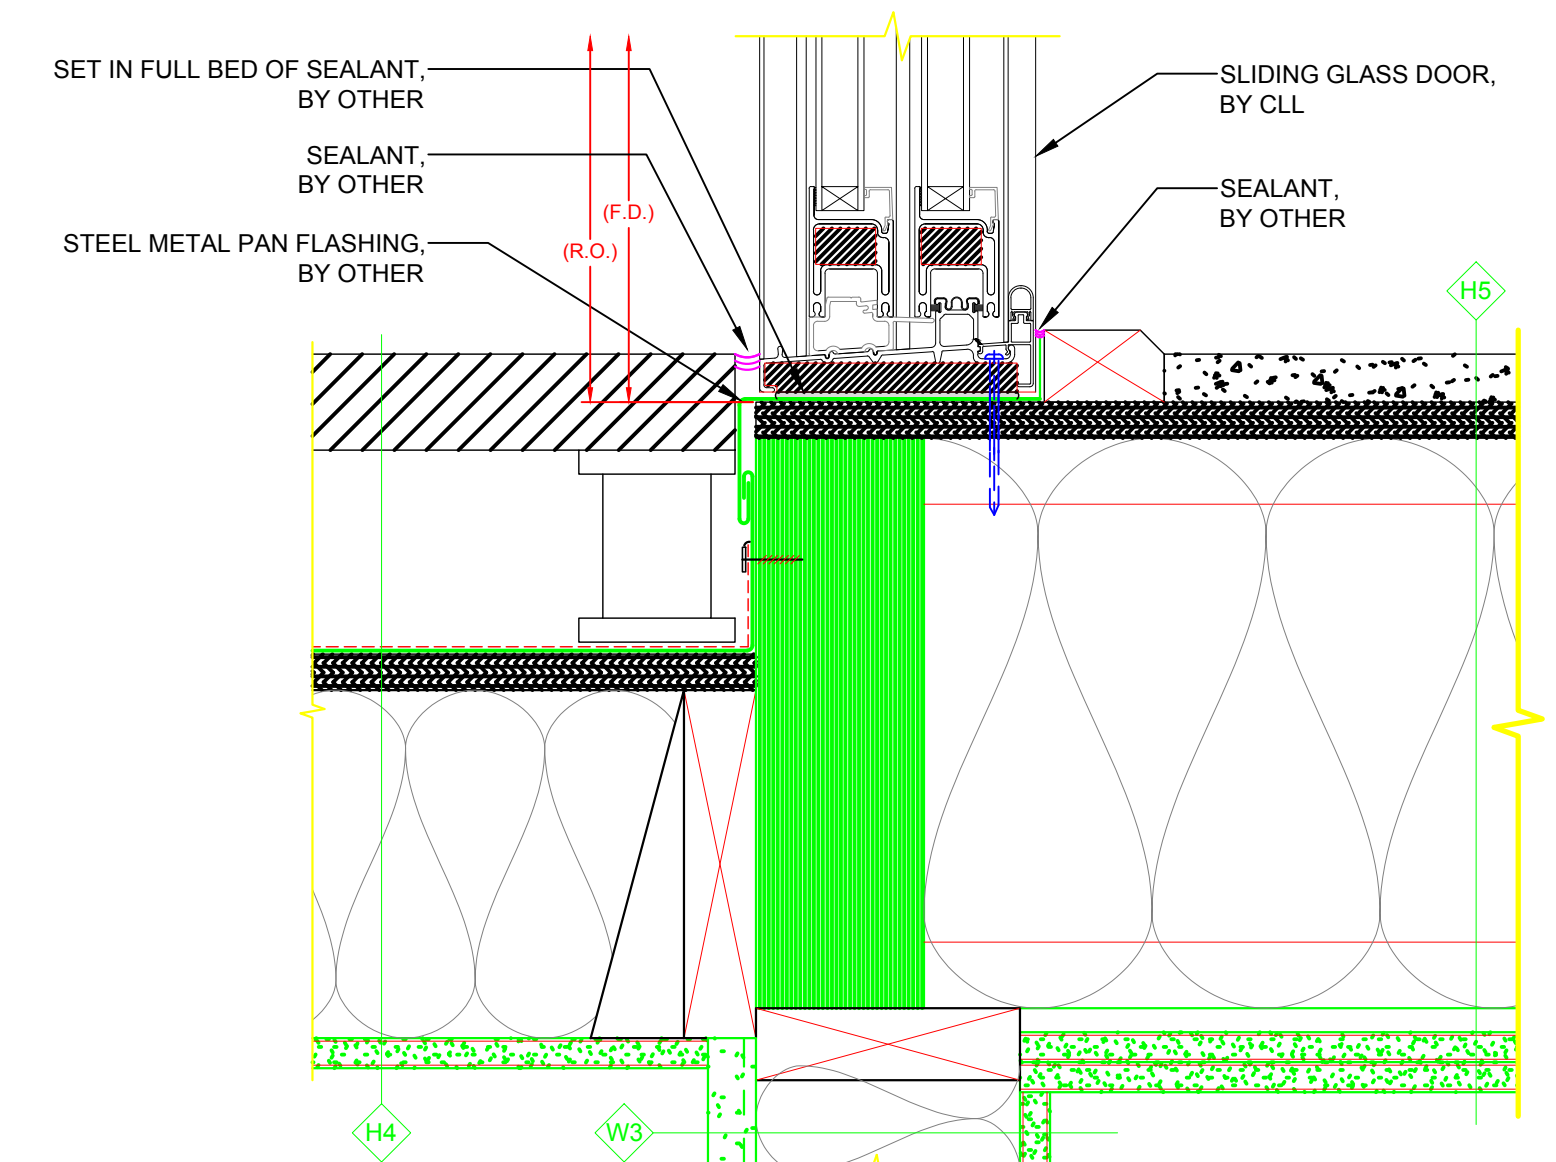 SET IN FULL BED OF SEALANT,
BY OTHER
SEALANT,
BY OTHER
STEEL METAL PAN FLASHING,
BY OTHER
(F.D.)
(R.O.)
SLIDING GLASS DOOR,
BY CLL
SEALANT,
BY OTHER
H5
H4
W3